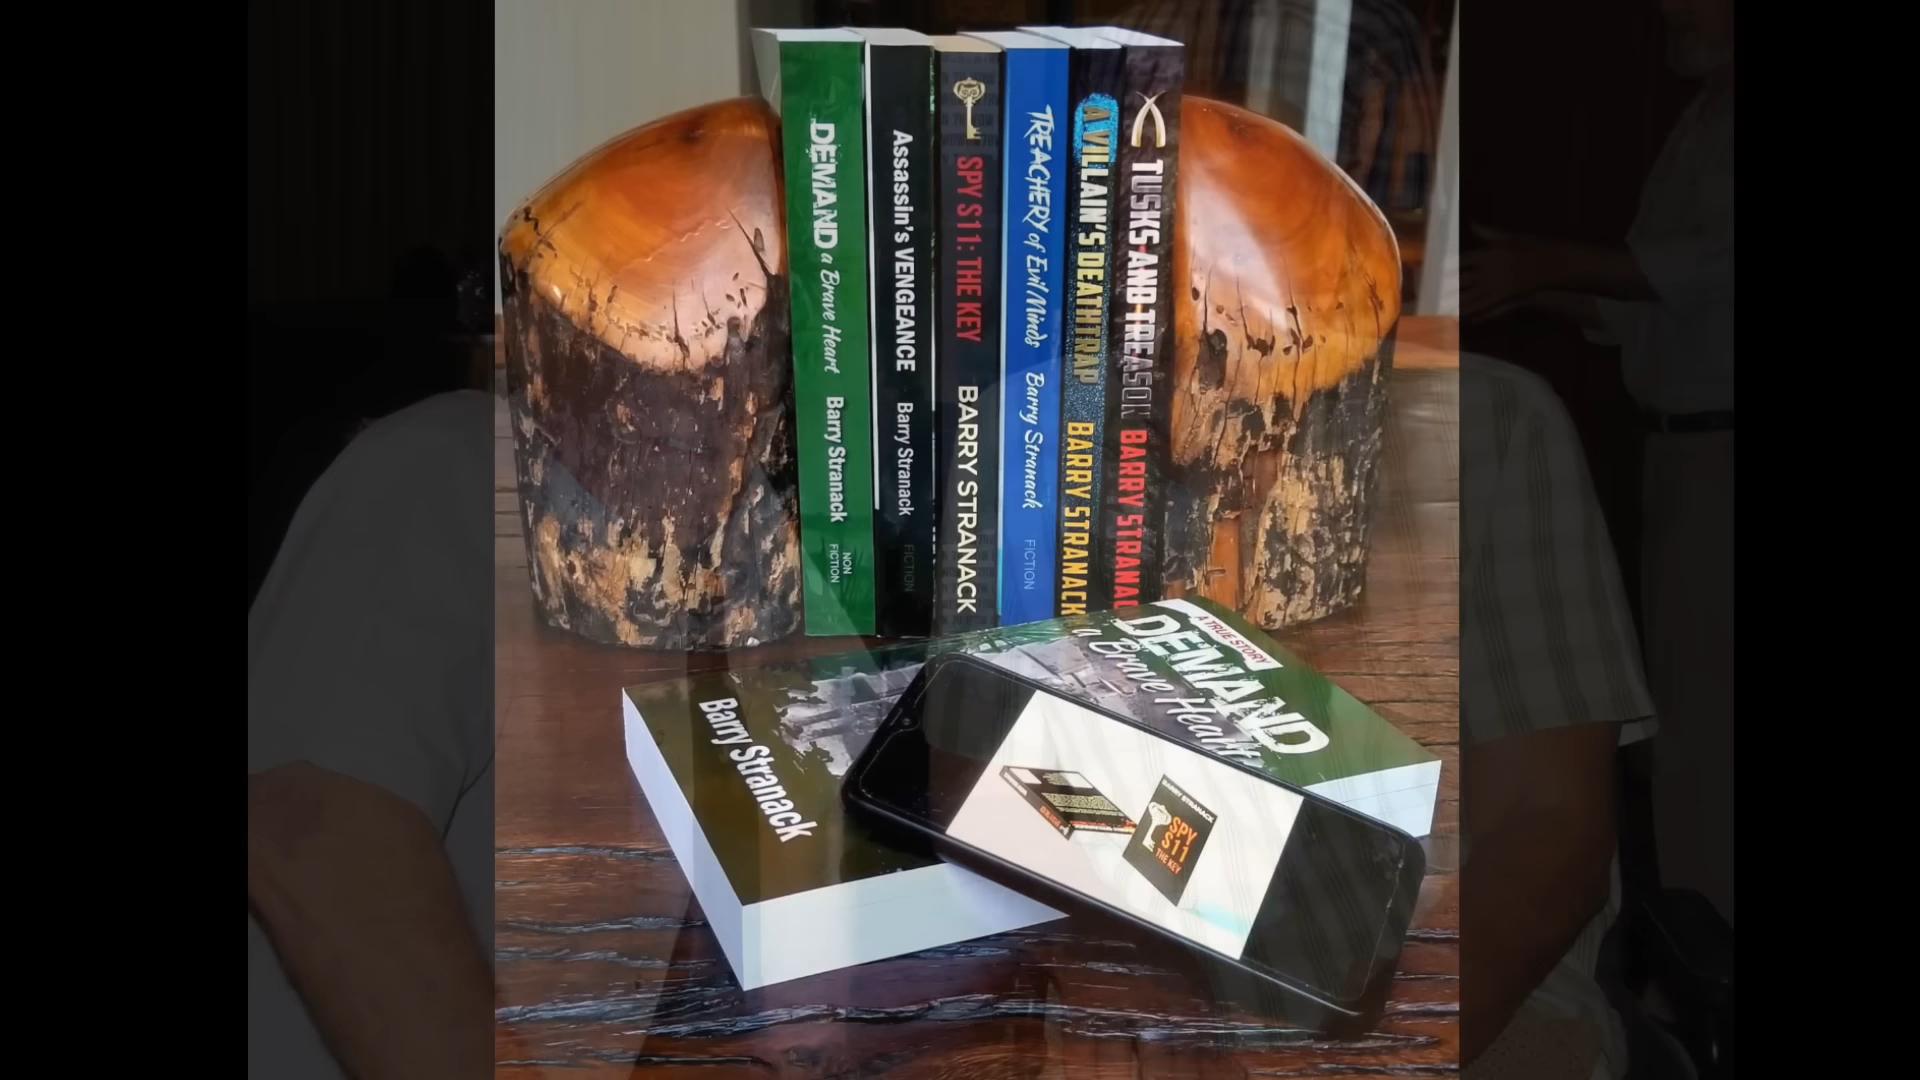 DEMAND a Brave Heart Barry Stranack NON FICTION
Assassin's VENGEANCE Barry Stranack FICTION
SPY S11: THE KEY BARRY STRANACK
TREACHERY of Evil Minds Barry Stranack FICTION
A VILLAIN'S DEATHTRAP BARRY STRANACK
TUSKS AND TREASON BARRY STRANAC
A TRUE STORY
DEMAND
a Brave Heart
Barry Stranack
BARRY STRANACK
SPY
S11
THE KEY